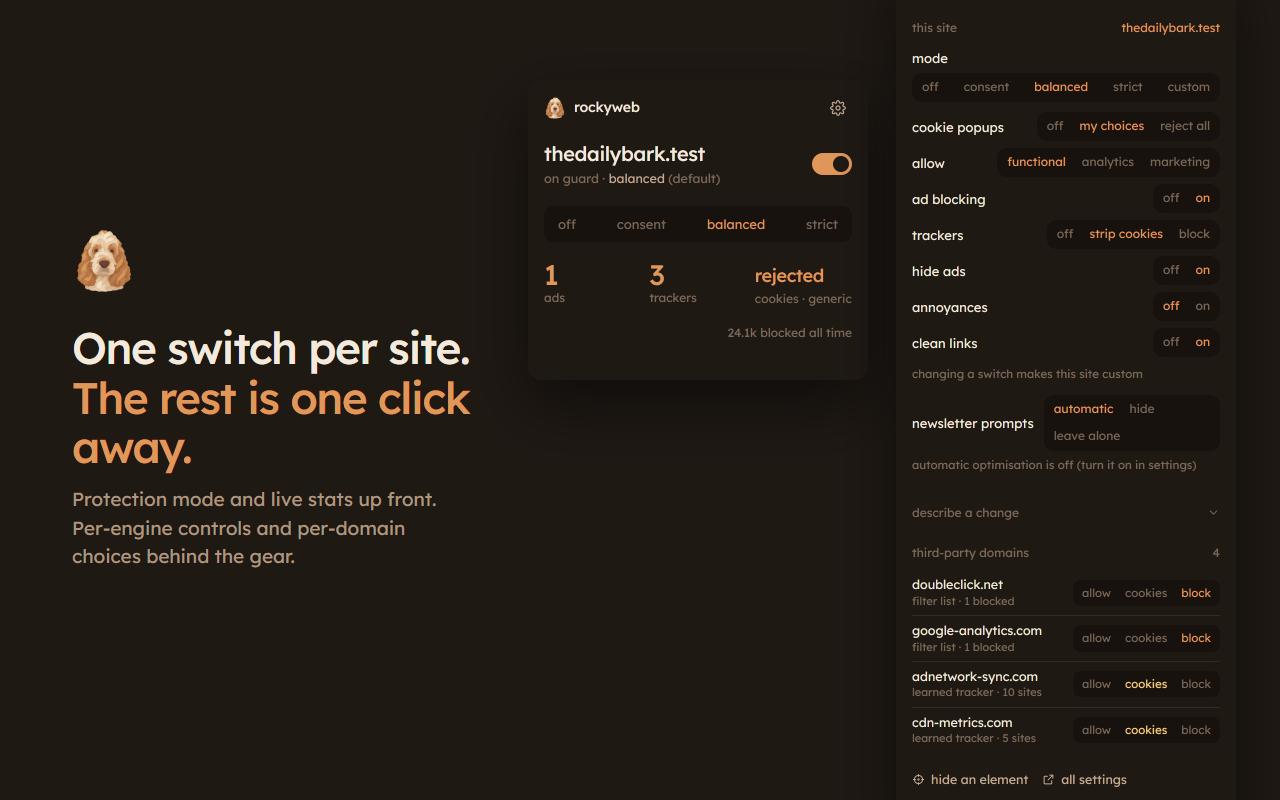 One switch per site.
The rest is one click
away.
Protection mode and live stats up front.
Per-engine controls and per-domain
choices behind the gear.
rockyweb
thedailybark.test
on guard · balanced (default)
off consent balanced strict
1 3 rejected
ads trackers cookies · generic
24.1k blocked all time
this site thedailybark.test
mode
off consent balanced strict custom
cookie popups off my choices reject all
allow functional analytics marketing
ad blocking off on
trackers off strip cookies block
hide ads off on
annoyances off on
clean links off on
changing a switch makes this site custom
newsletter prompts automatic hide
leave alone
automatic optimisation is off (turn it on in settings)
describe a change
third-party domains 4
doubleclick.net allow cookies block
filter list · 1 blocked
google-analytics.com allow cookies block
filter list · 1 blocked
adnetwork-sync.com allow cookies block
learned tracker · 10 sites
cdn-metrics.com allow cookies block
learned tracker · 5 sites
hide an element all settings